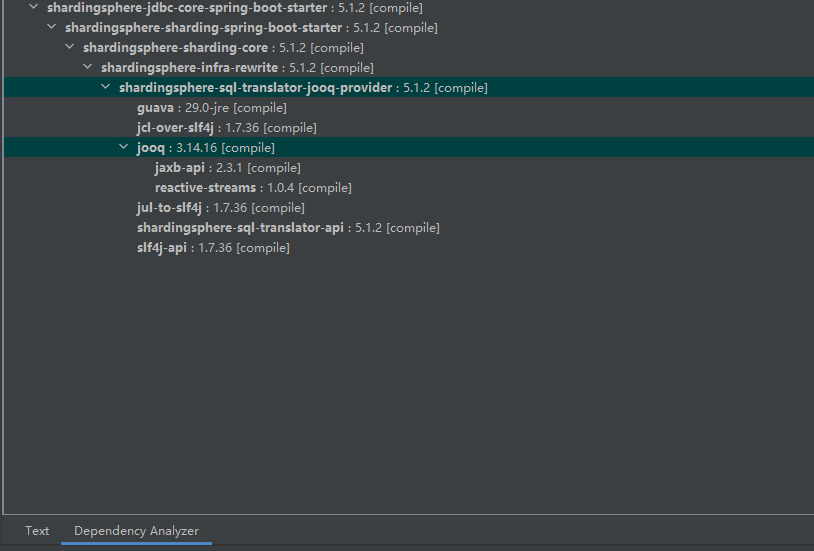 shardingsphere-jdbc-core-spring-boot-starter : 5.1.2 [compile]
shardingsphere-sharding-spring-boot-starter : 5.1.2 [compile]
shardingsphere-sharding-core : 5.1.2 [compile]
shardingsphere-infra-rewrite : 5.1.2 [compile]
shardingsphere-sql-translator-jooq-provider : 5.1.2 [compile]
guava : 29.0-jre [compile]
jcl-over-slf4j : 1.7.36 [compile]
jooq : 3.14.16 [compile]
jaxb-api : 2.3.1 [compile]
reactive-streams : 1.0.4 [compile]
jul-to-slf4j : 1.7.36 [compile]
shardingsphere-sql-translator-api : 5.1.2 [compile]
slf4j-api : 1.7.36 [compile]
Text Dependency Analyzer